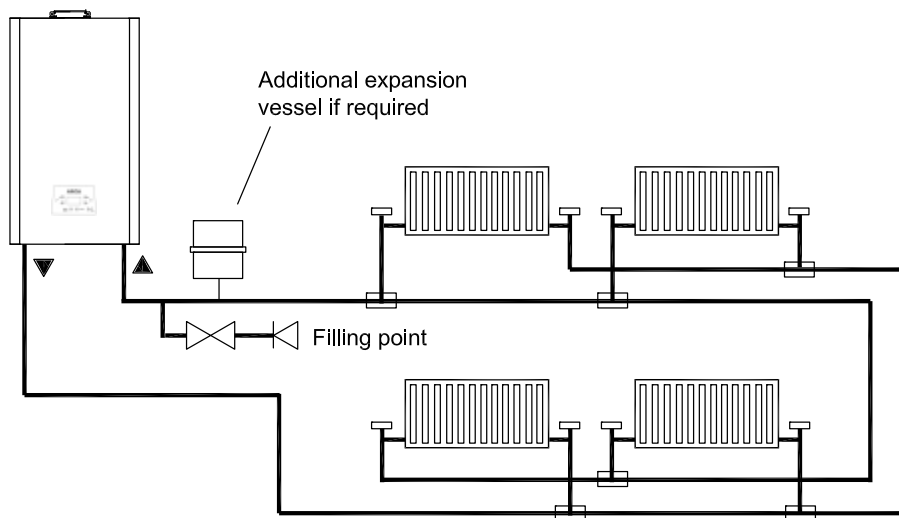 Additional expansion
vessel if required
Filling point